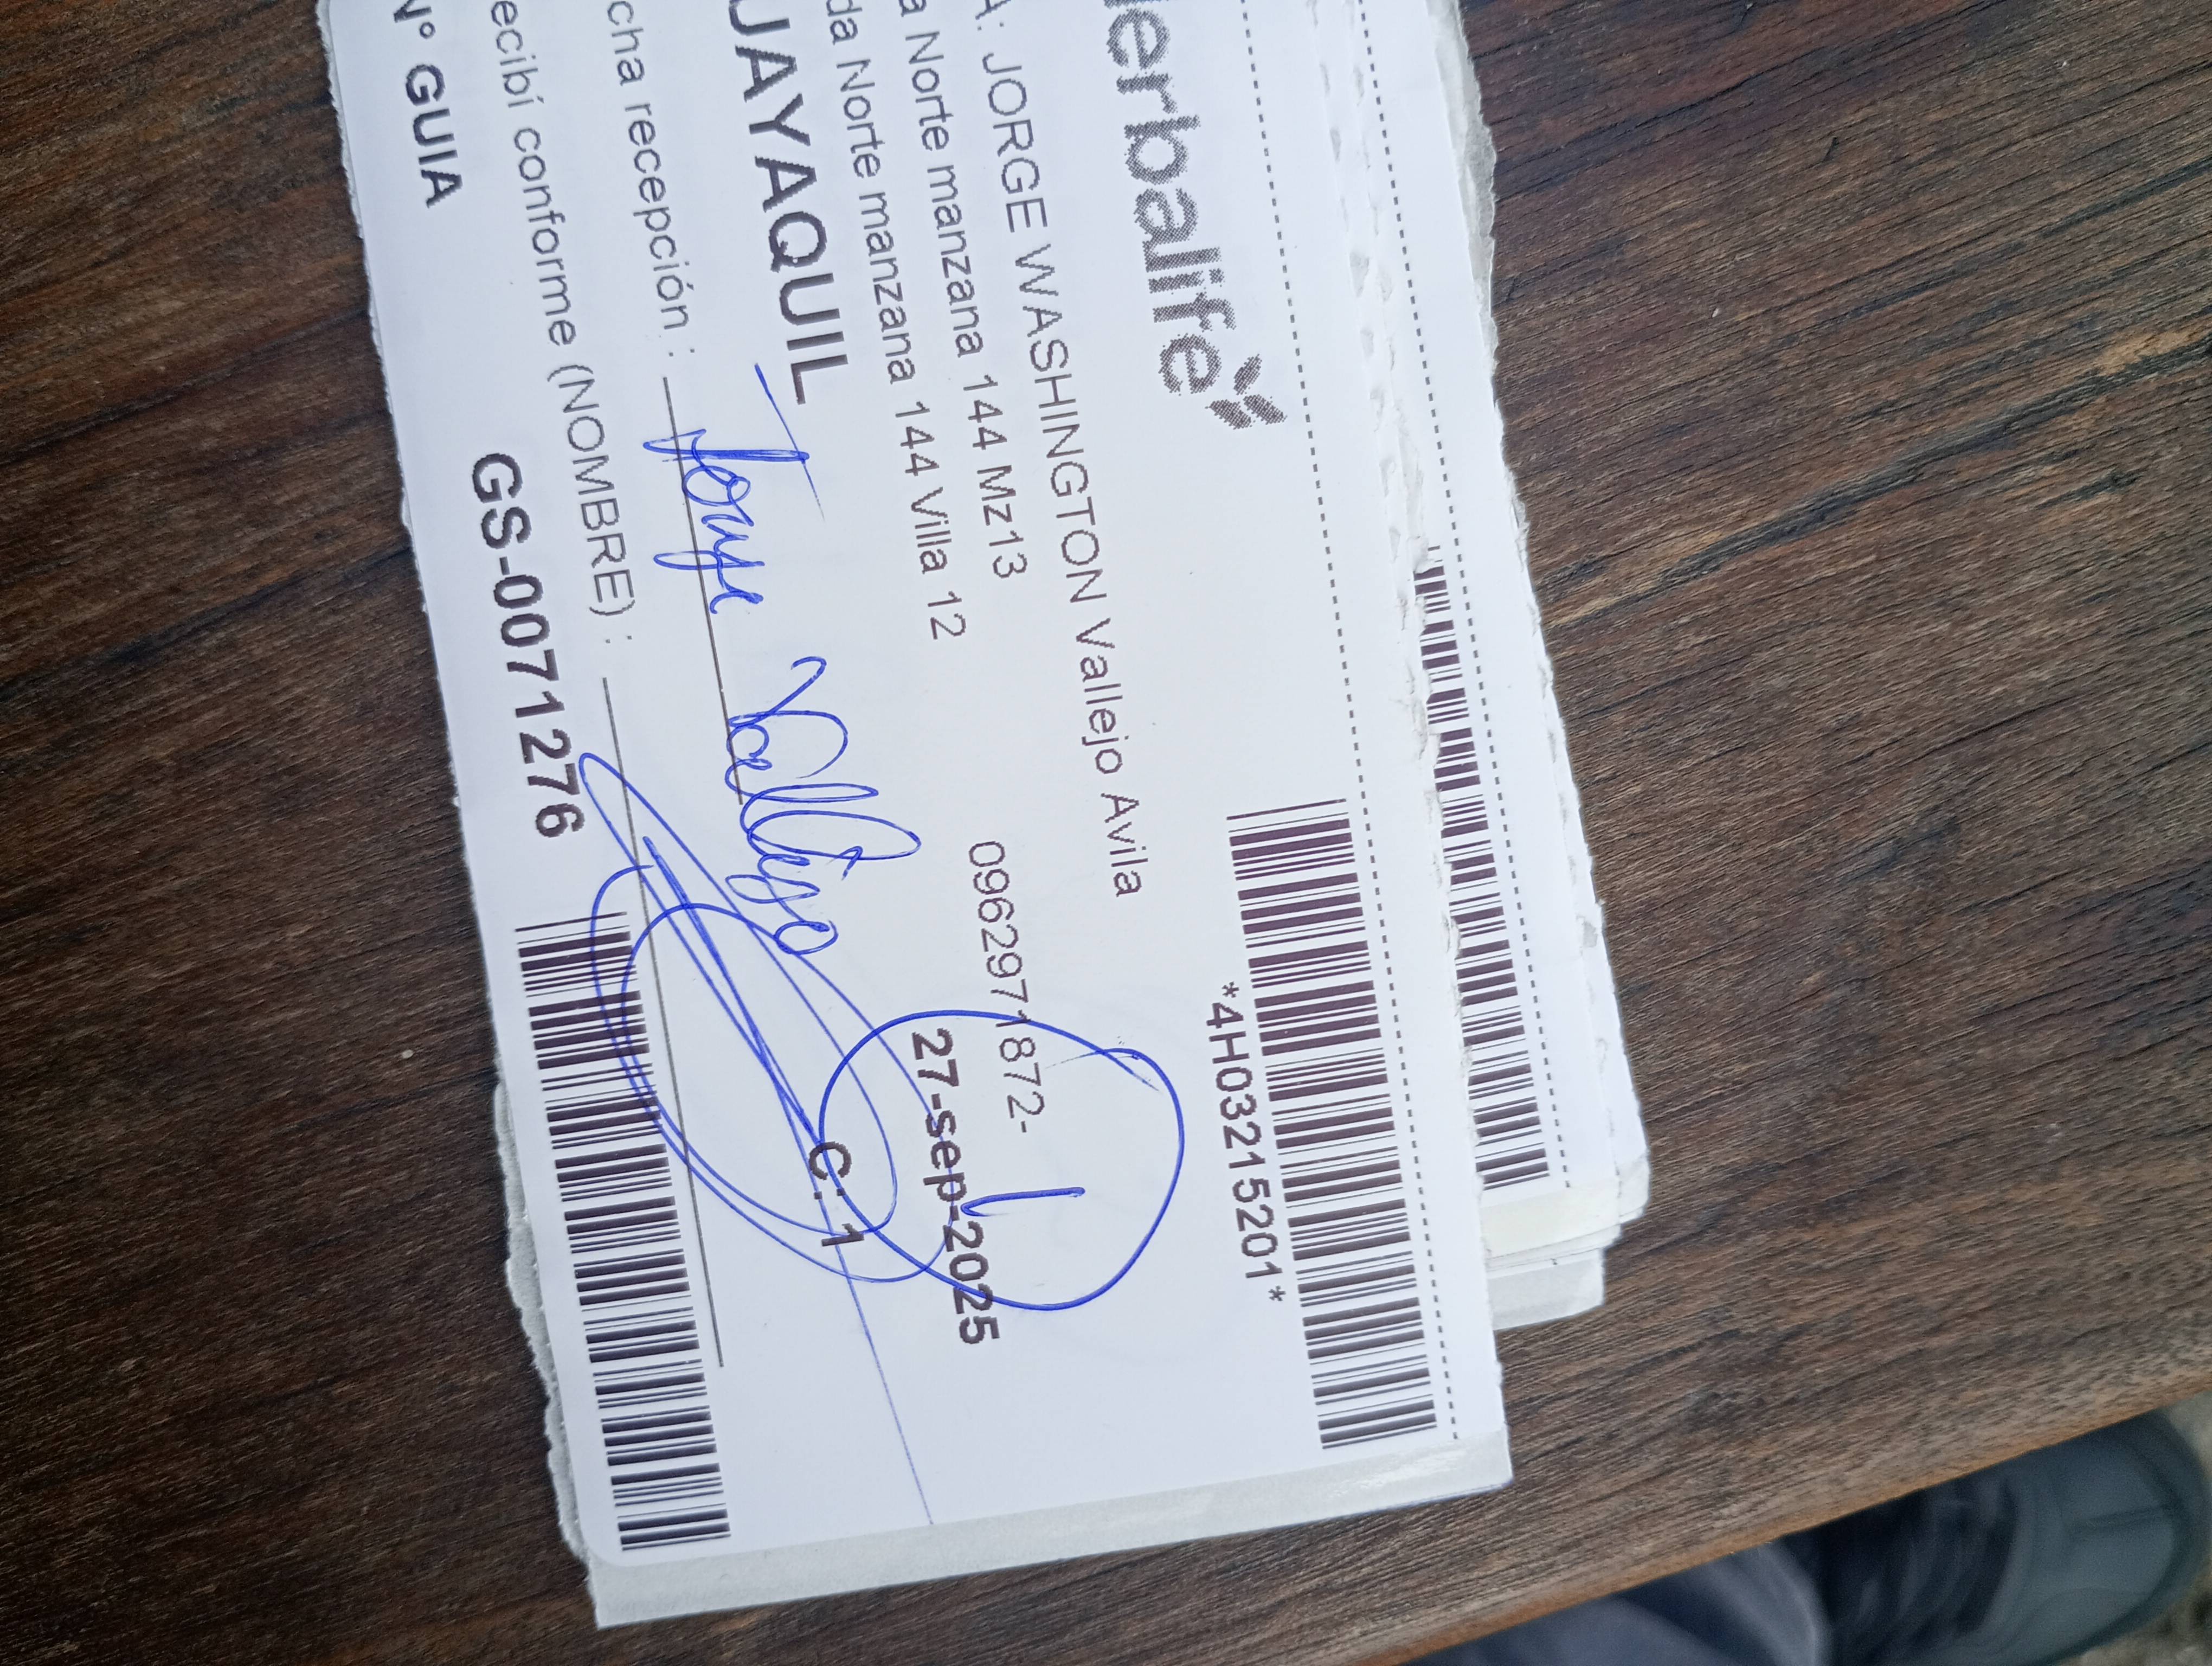 erbalife
*4H03215201*
A: JORGE WASHINGTON Vallejo Avila
a Norte manzana 144 Mz13
0962971872-
da Norte manzana 144 Villa 12
27-sep-2025
UAYAQUIL
C: 1
cha recepción :
Jorge Vallejo
ecibí conforme (NOMBRE) :
N° GUIA
GS-0071276